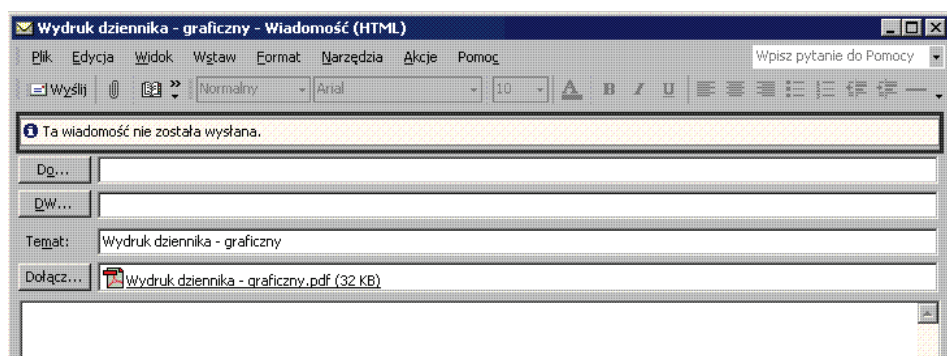 Wydruk dziennika - graficzny - Wiadomość (HTML)
Plik Edycja Widok Wstaw Format Narzędzia Akcje Pomoc Wpisz pytanie do Pomocy
Wyślij Normalny Arial 10 A B I U
Ta wiadomość nie została wysłana.
Do...
DW...
Temat: Wydruk dziennika - graficzny
Dołącz... Wydruk dziennika - graficzny.pdf (32 KB)